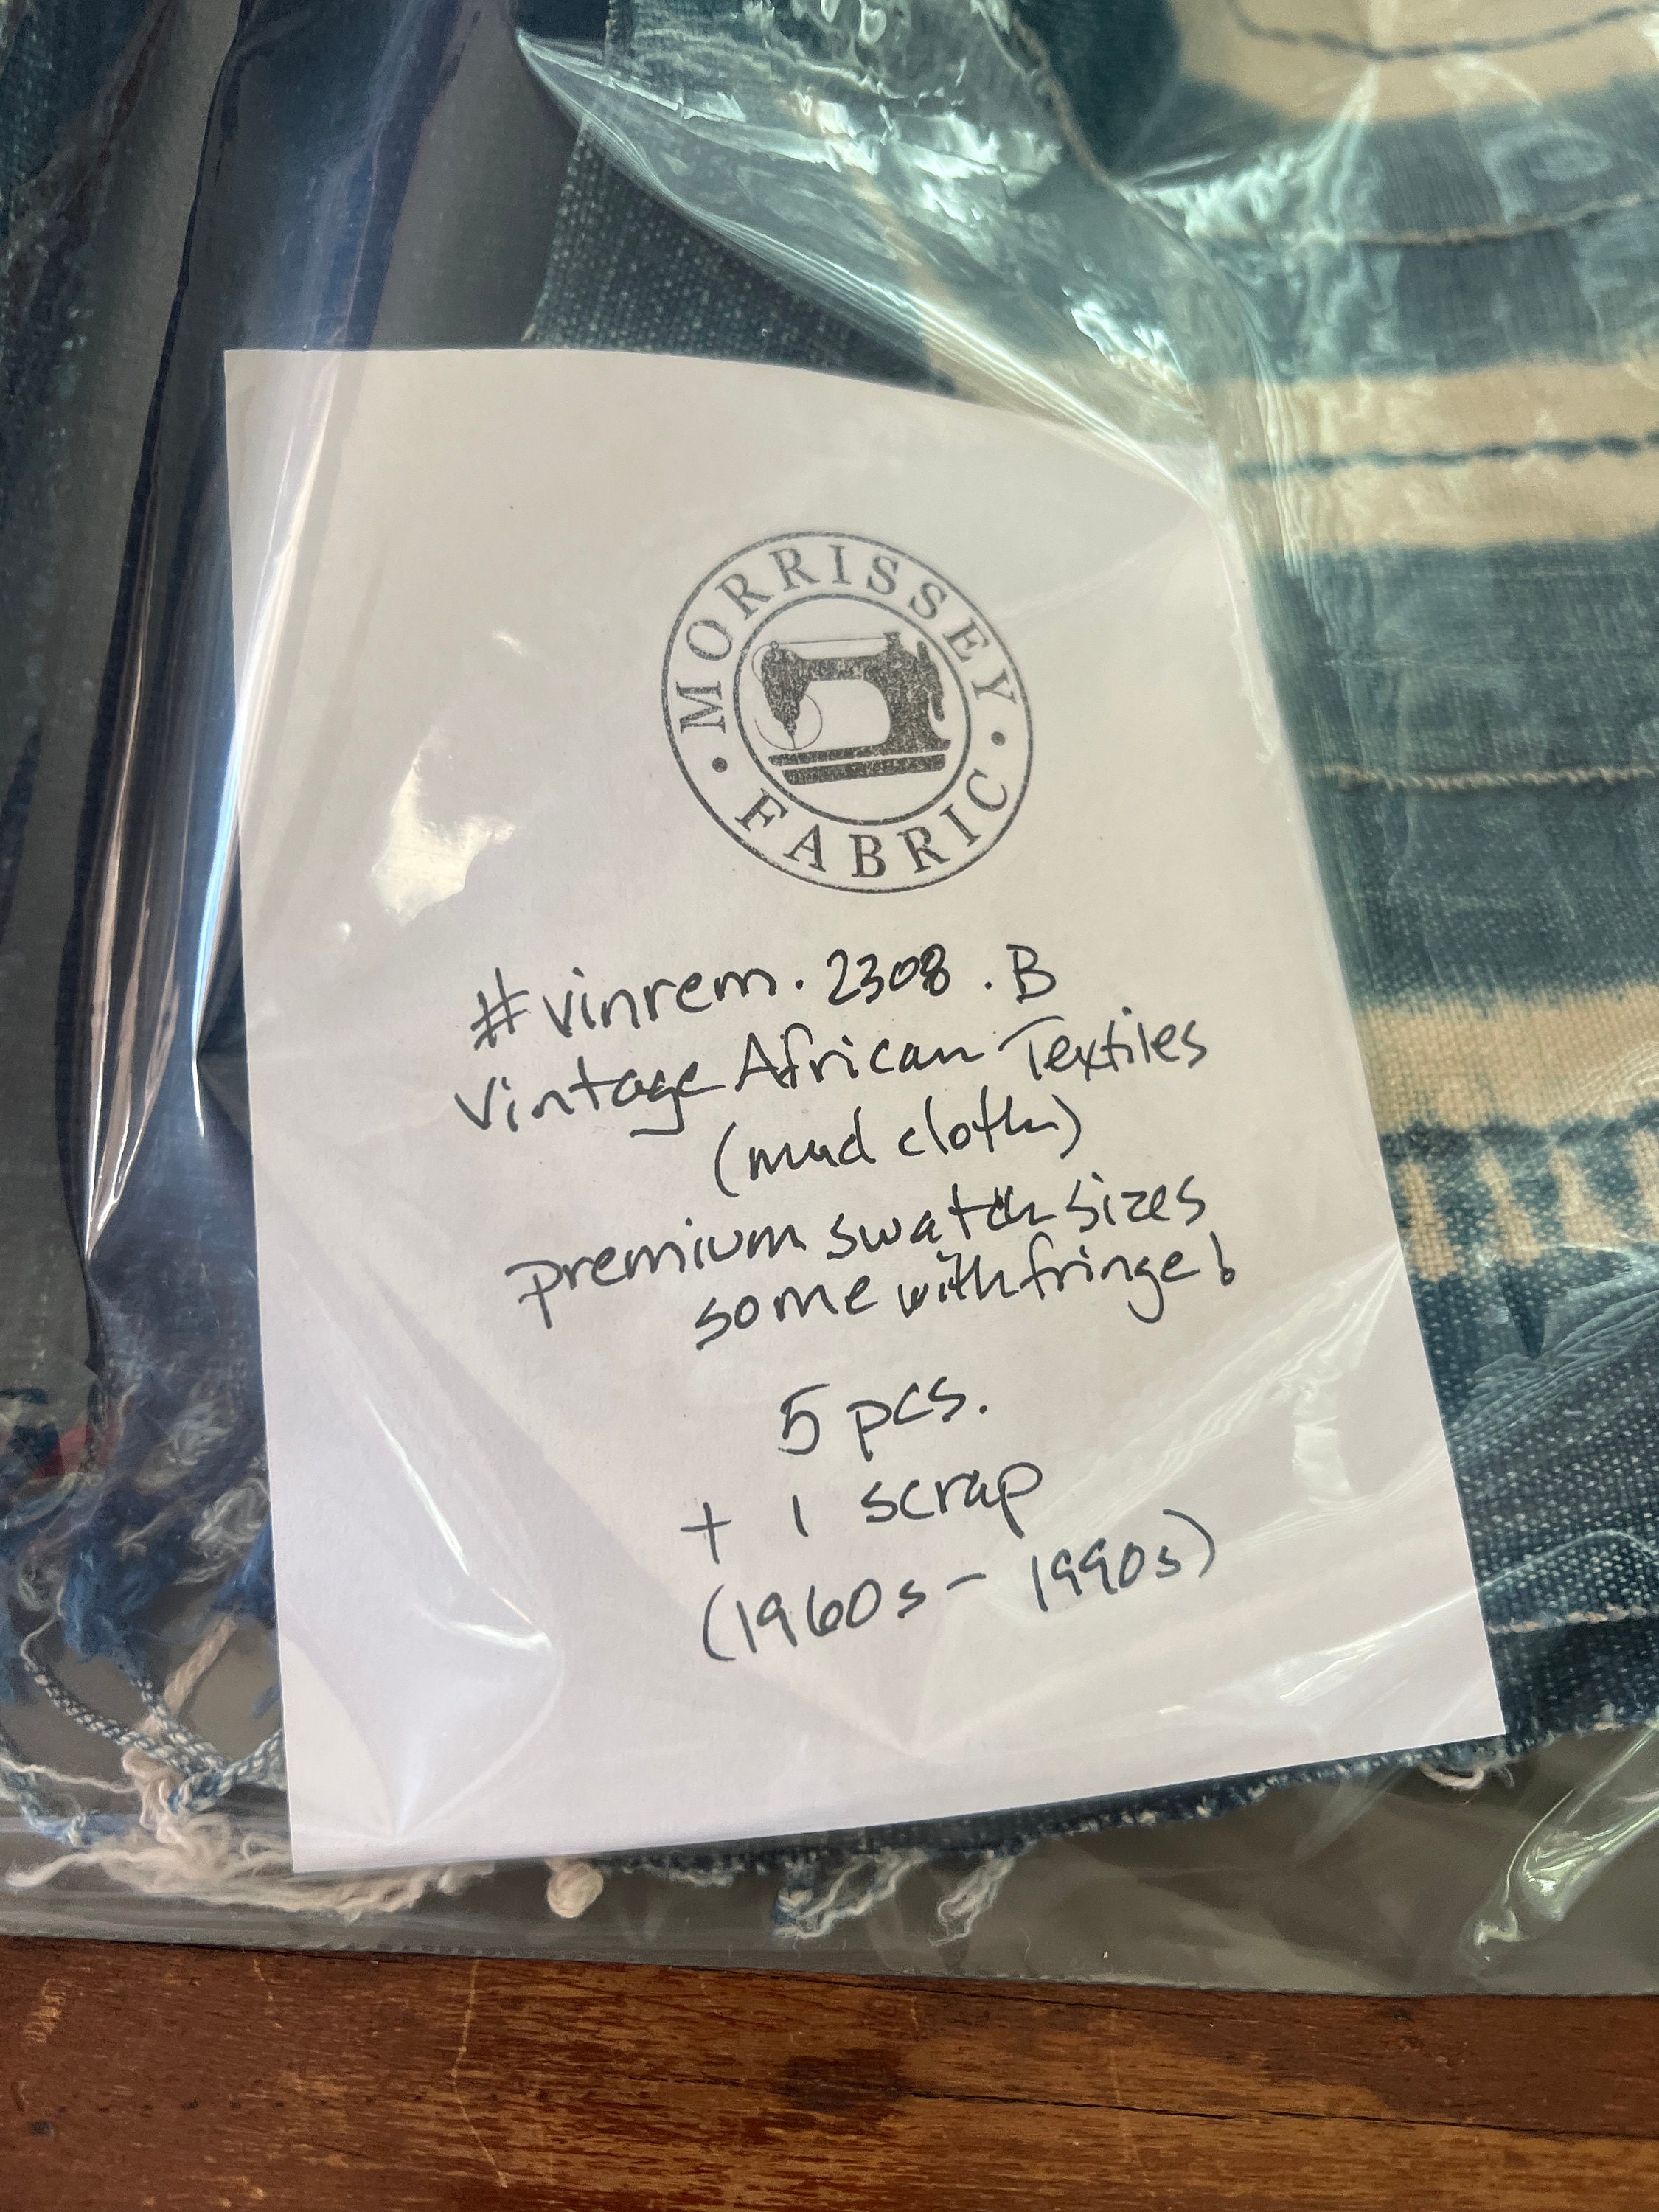 MORRISSEY
FABRIC
#vinrem.2308.B
Vintage African Textiles
(mud cloth)
premium swatch sizes
some with fringe!
5 pcs.
+ 1 scrap
(1960s - 1990s)